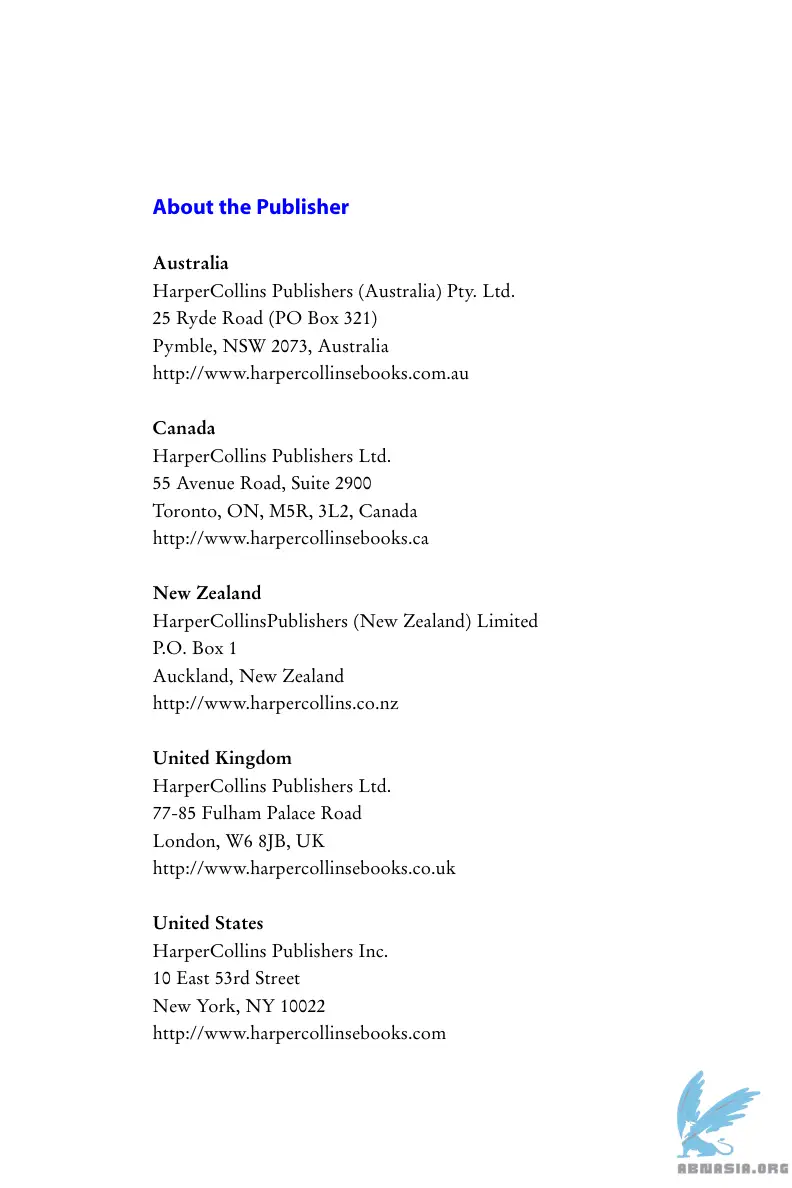 About the Publisher
Australia
HarperCollins Publishers (Australia) Pty. Ltd.
25 Ryde Road (PO Box 321)
Pymble, NSW 2073, Australia
http://www.harpercollinsebooks.com.au
Canada
HarperCollins Publishers Ltd.
55 Avenue Road, Suite 2900
Toronto, ON, M5R, 3L2, Canada
http://www.harpercollinsebooks.ca
New Zealand
HarperCollinsPublishers (New Zealand) Limited
P.O. Box 1
Auckland, New Zealand
http://www.harpercollins.co.nz
United Kingdom
HarperCollins Publishers Ltd.
77-85 Fulham Palace Road
London, W6 8JB, UK
http://www.harpercollinsebooks.co.uk
United States
HarperCollins Publishers Inc.
10 East 53rd Street
New York, NY 10022
http://www.harpercollinsebooks.com
ABNASIA.ORG